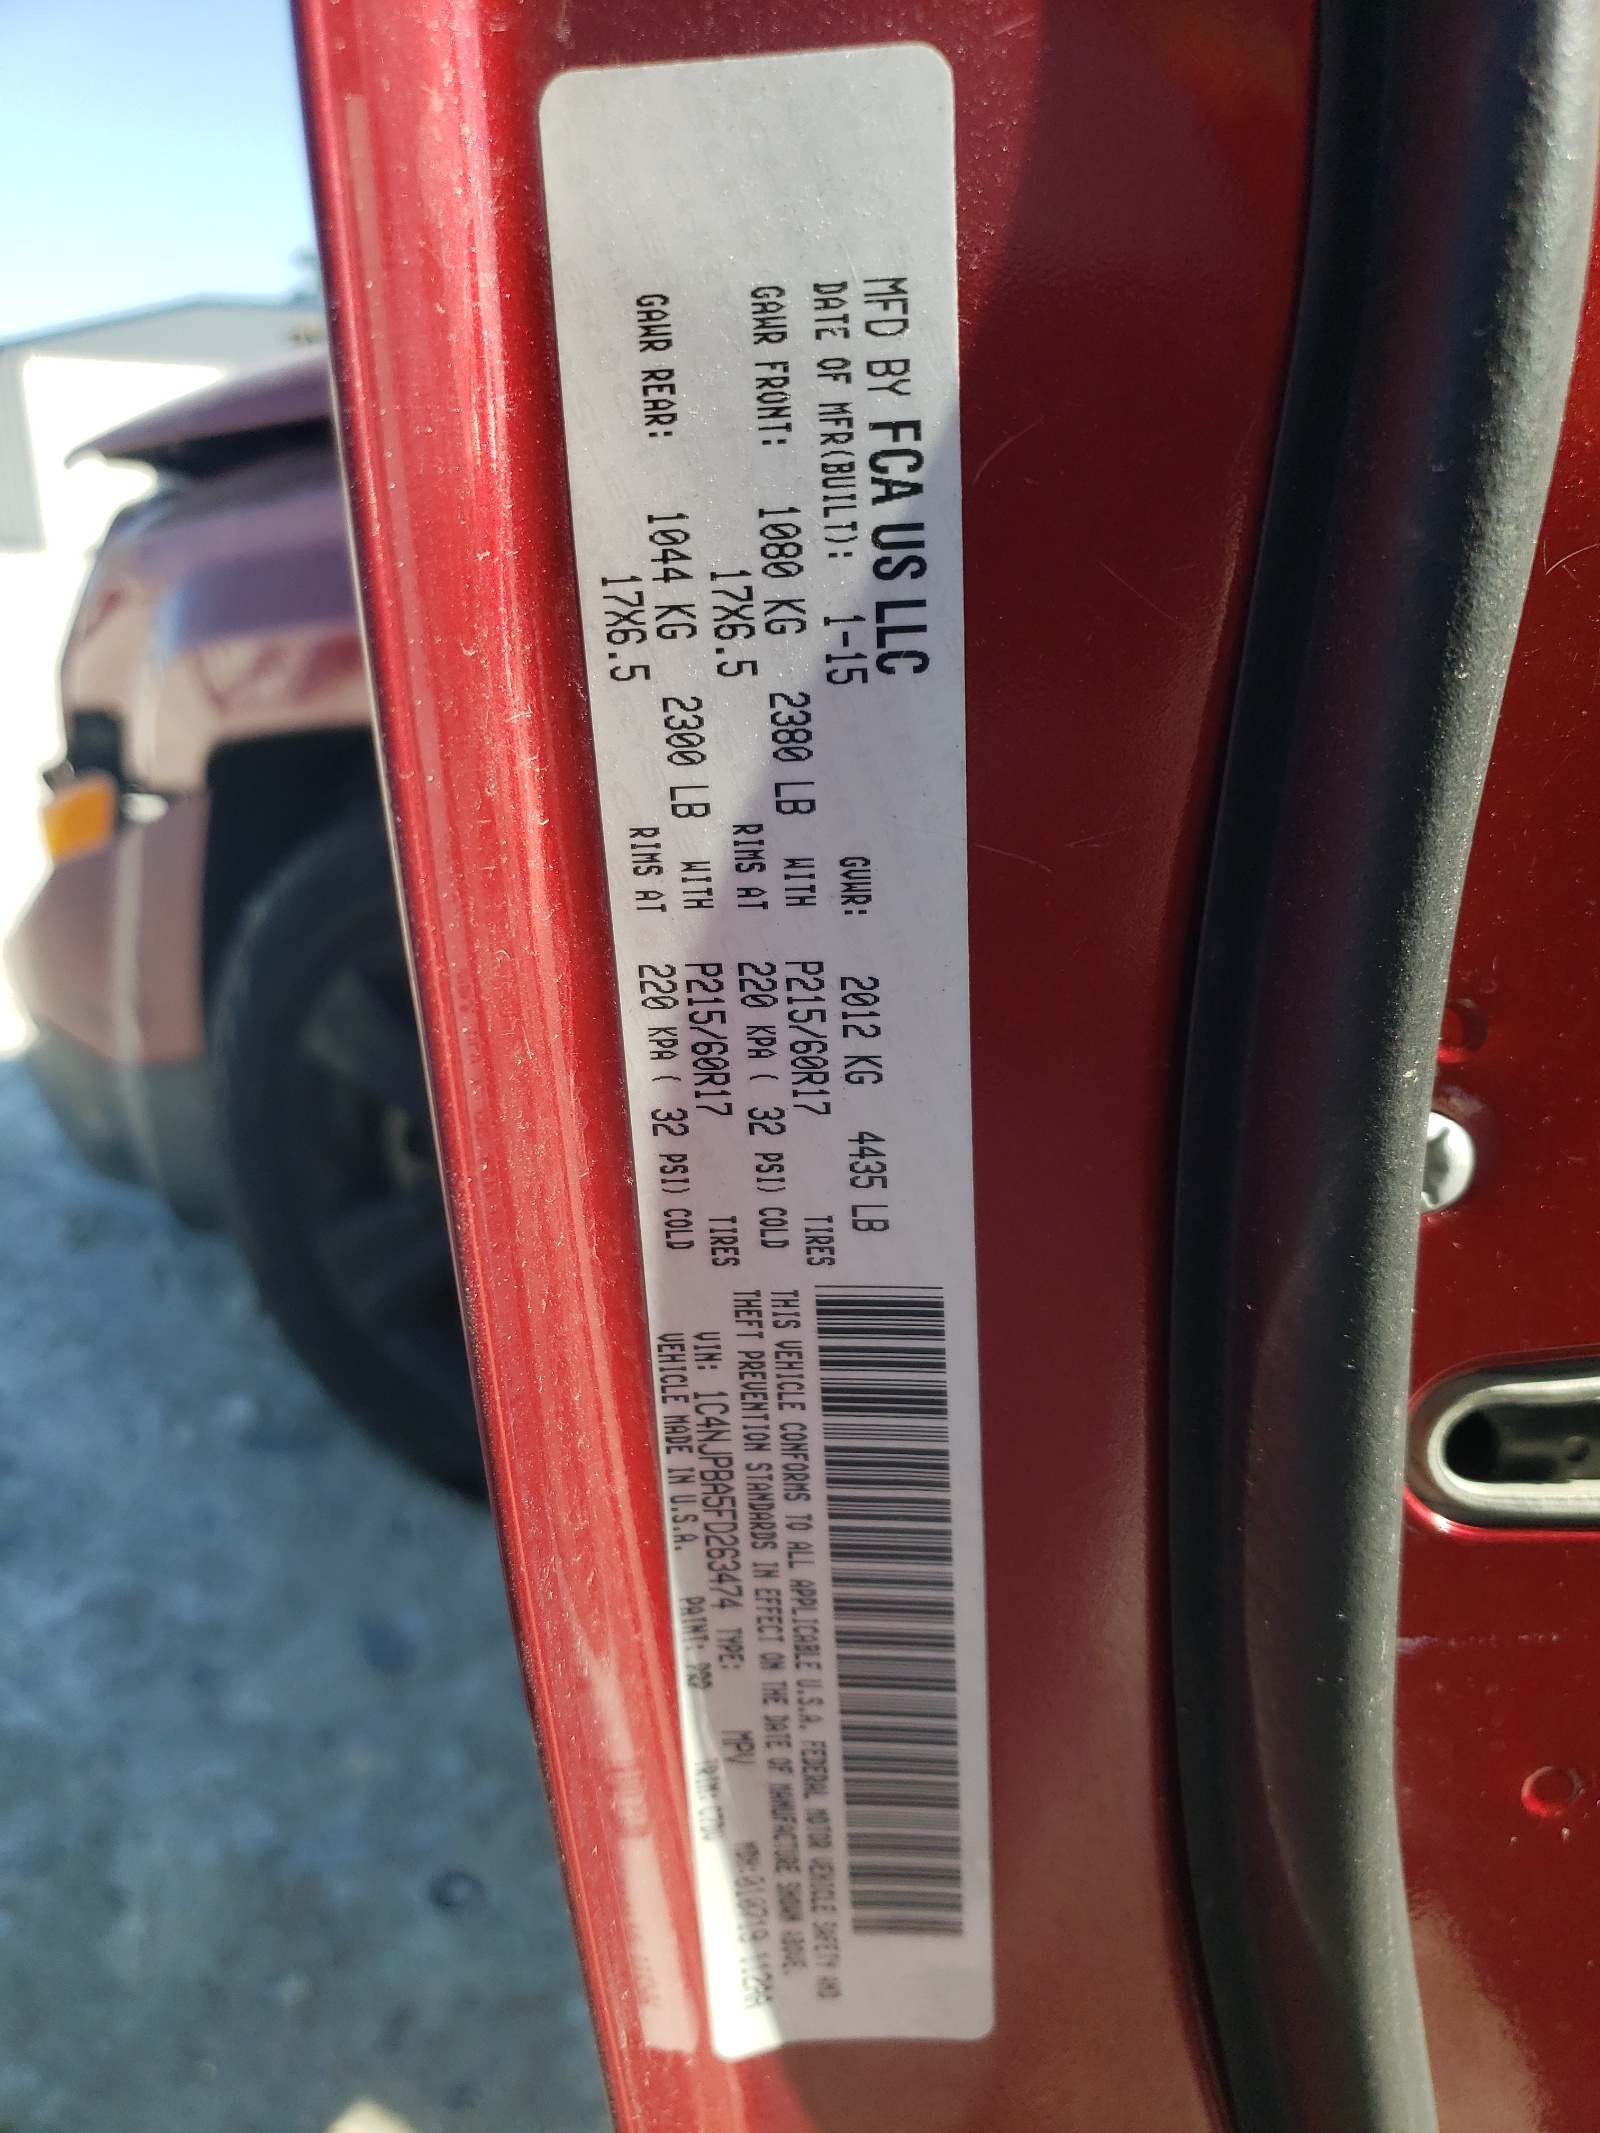 MFD BY FCA US LLC
DATE OF MFR(BUILT): 1-15 GVWR: 2012 KG 4435 LB
GAWR FRONT: 1080 KG 2380 LB WITH P215/60R17 TIRES
17X6.5 RIMS AT 220 KPA ( 32 PSI) COLD
GAWR REAR: 1044 KG 2300 LB WITH P215/60R17 TIRES
17X6.5 RIMS AT 220 KPA ( 32 PSI) COLD
THIS VEHICLE CONFORMS TO ALL APPLICABLE U.S.A. FEDERAL MOTOR VEHICLE SAFETY AND
THEFT PREVENTION STANDARDS IN EFFECT ON THE DATE OF MANUFACTURE SHOWN ABOVE.
VIN: 1C4NJPBA5FD263474 TYPE: MPV MDH:
VEHICLE MADE IN U.S.A. PAINT: TRIM: